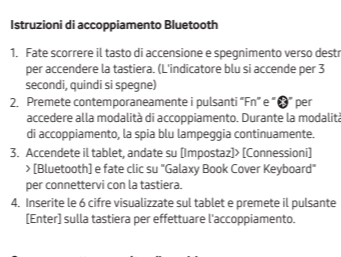 Istruzioni di accoppiamento Bluetooth
1. Fate scorrere il tasto di accensione e spegnimento verso destr
per accendere la tastiera. (L'indicatore blu si accende per 3
secondi, quindi si spegne)
2. Premete contemporaneamente i pulsanti "Fn" e " " per
accedere alla modalità di accoppiamento. Durante la modalità
di accoppiamento, la spia blu lampeggia continuamente.
3. Accendete il tablet, andate su [Impostaz]> [Connessioni]
> [Bluetooth] e fate clic su "Galaxy Book Cover Keyboard"
per connettervi con la tastiera.
4. Inserite le 6 cifre visualizzate sul tablet e premete il pulsante
[Enter] sulla tastiera per effettuare l'accoppiamento.